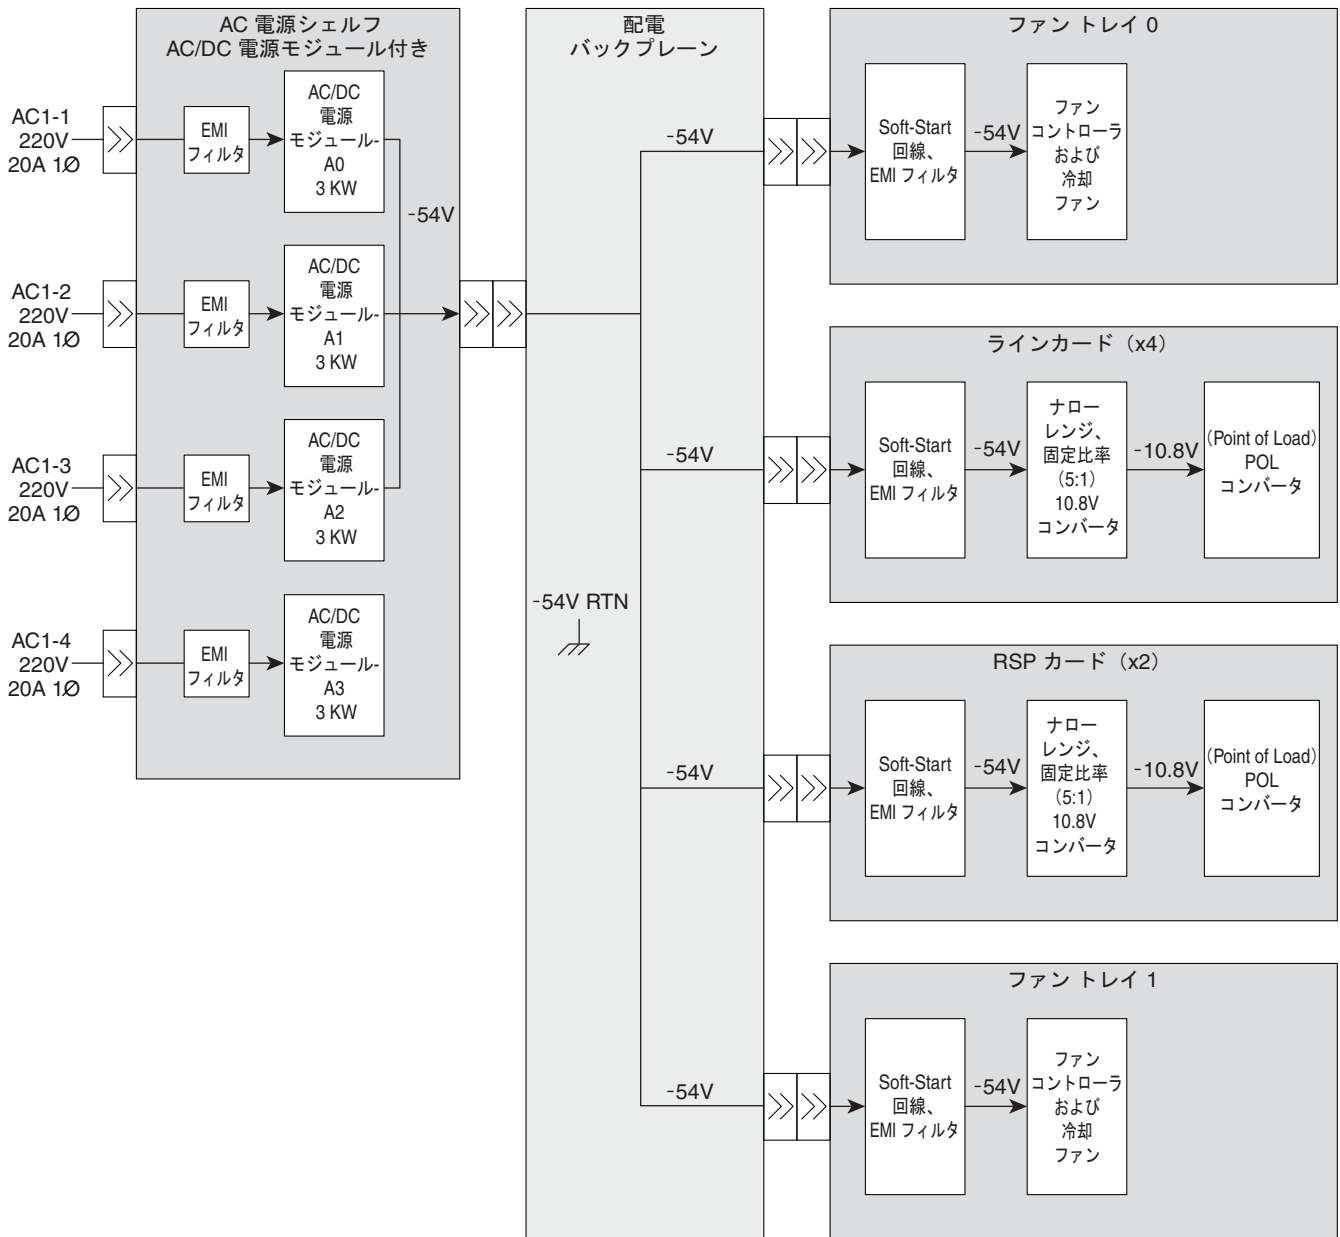 AC 電源シェルフ
AC/DC 電源モジュール付き
AC1-1
220V
20A 1Ø
EMI
フィルタ
AC/DC
電源
モジュール-
A0
3 KW
-54V
AC1-2
220V
20A 1Ø
EMI
フィルタ
AC/DC
電源
モジュール-
A1
3 KW
AC1-3
220V
20A 1Ø
EMI
フィルタ
AC/DC
電源
モジュール-
A2
3 KW
AC1-4
220V
20A 1Ø
EMI
フィルタ
AC/DC
電源
モジュール-
A3
3 KW
配電
バックプレーン
-54V
-54V
-54V RTN
-54V
-54V
ファン トレイ 0
Soft-Start
回線、
EMI フィルタ
-54V
ファン
コントローラ
および
冷却
ファン
ラインカード（x4）
Soft-Start
回線、
EMI フィルタ
-54V
ナロー
レンジ、
固定比率
（5:1）
10.8V
コンバータ
-10.8V
(Point of Load)
POL
コンバータ
RSP カード（x2）
Soft-Start
回線、
EMI フィルタ
-54V
ナロー
レンジ、
固定比率
（5:1）
10.8V
コンバータ
-10.8V
(Point of Load)
POL
コンバータ
ファン トレイ 1
Soft-Start
回線、
EMI フィルタ
-54V
ファン
コントローラ
および
冷却
ファン